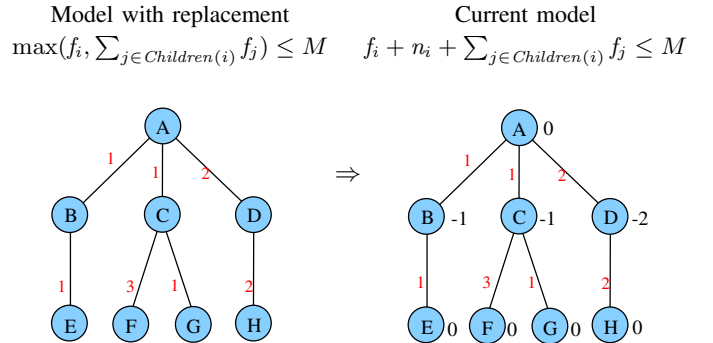 Model with replacement Current model
max(f_i, ∑_{j∈Children(i)} f_j) ≤ M f_i + n_i + ∑_{j∈Children(i)} f_j ≤ M
A A 0
1 1 2 ⇒ 1 1 2
B C D B -1 C -1 D -2
1 3 1 2 1 3 1 2
E F G H E 0 F 0 G 0 H 0